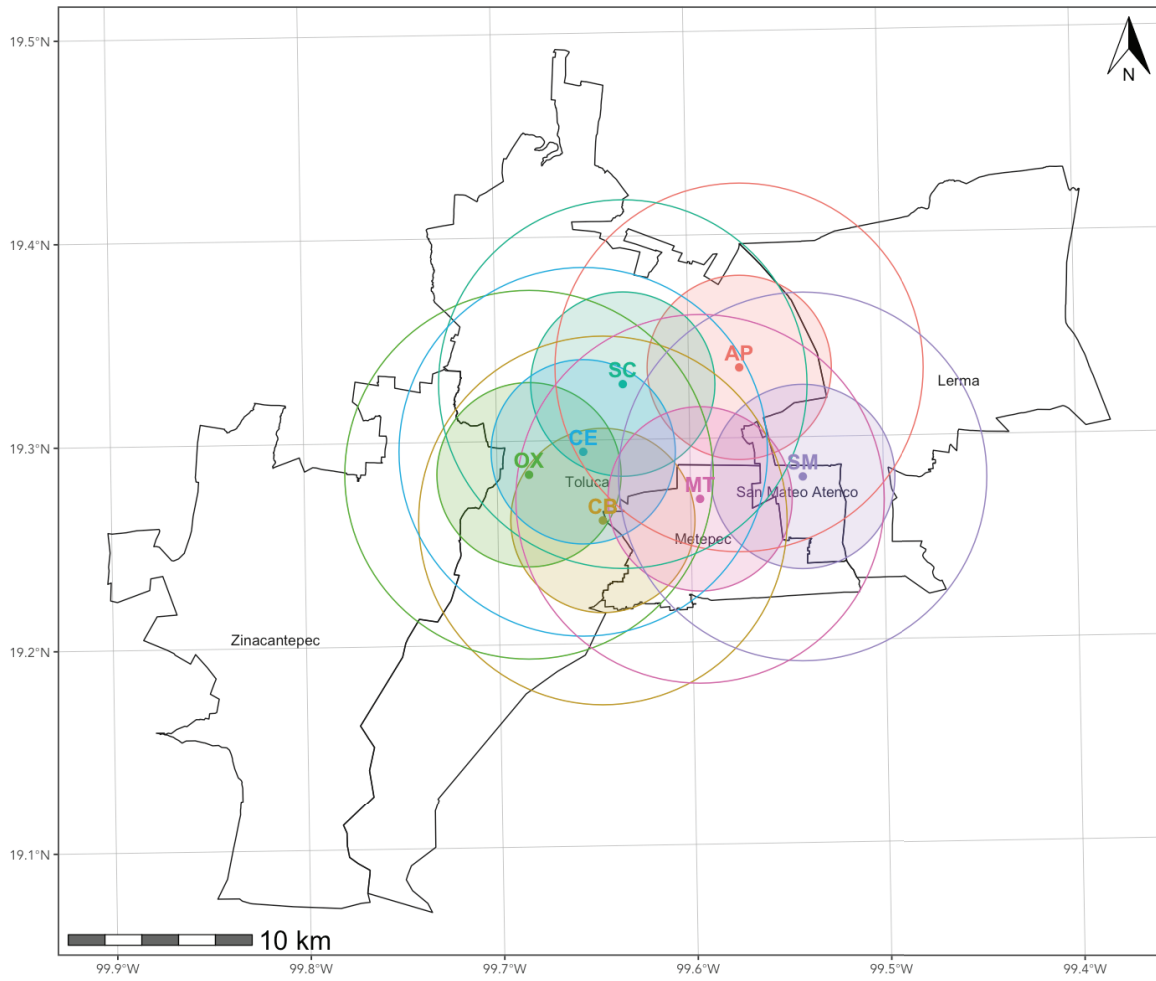 N
19.5°N
19.4°N
19.3°N
19.2°N
19.1°N
AP
SC
Lerma
CE
OX
SM
Toluca
MT
San Mateo Atenco
CB
Metepec
Zinacantepec
10 km
99.9°W
99.8°W
99.7°W
99.6°W
99.5°W
99.4°W